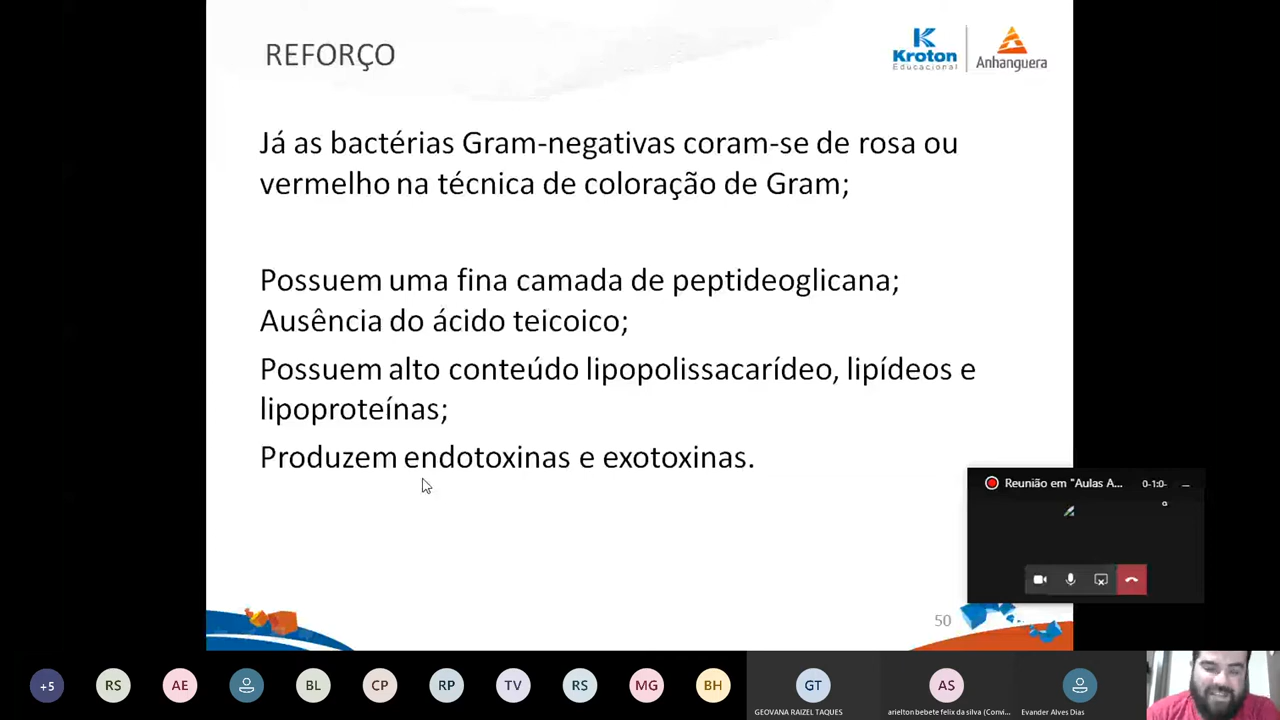 REFORÇO
Kroton
Educacional
Anhanguera
Já as bactérias Gram-negativas coram-se de rosa ou
vermelho na técnica de coloração de Gram;
Possuem uma fina camada de peptideoglicana;
Ausência do ácido teicoico;
Possuem alto conteúdo lipopolissacarídeo, lipídeos e
lipoproteínas;
Produzem endotoxinas e exotoxinas.
Reunião em "Aulas A... 0-1:0-
50
+5 RS AE BL CP RP TV RS MG BH GT AS
GEOVANA RAIZEL TAQUES arielton bebete felix da silva (Convi... Evander Alves Dias